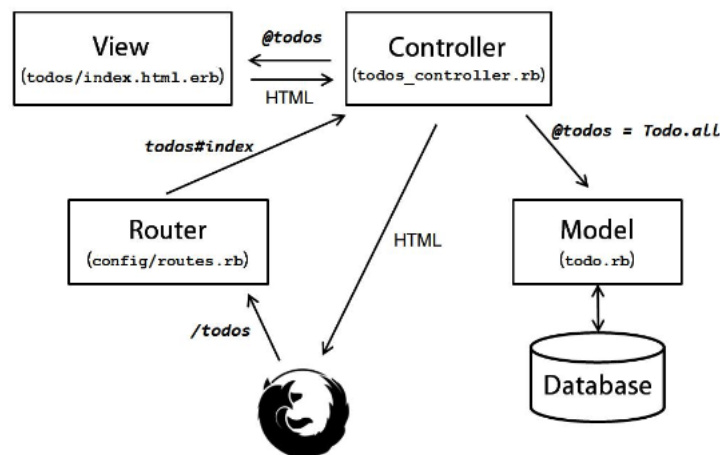 View
(todos/index.html.erb)
@todos
HTML
Controller
(todos_controller.rb)
todos#index
@todos = Todo.all
Router
(config/routes.rb)
HTML
Model
(todo.rb)
/todos
Database